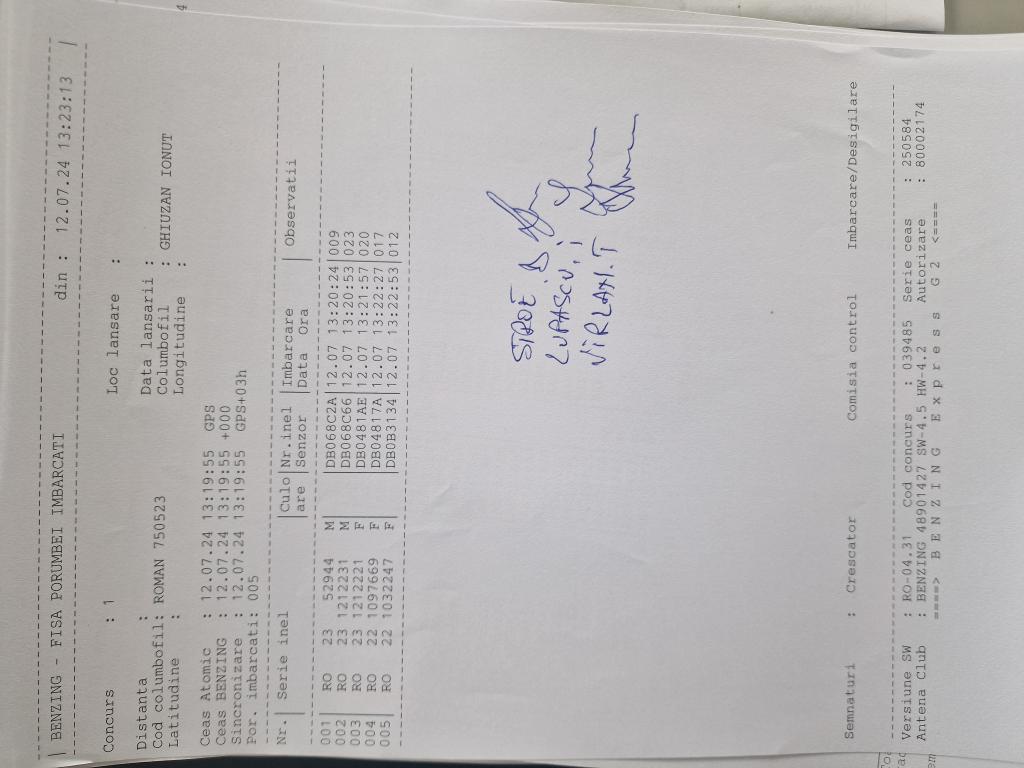 BENZING - FISA PORUMBEI IMBARCATI din : 12.07.24 13:23:13
Concurs : 1 Loc lansare :
Distanta : Data lansarii :
Cod columbofil: ROMAN 750523 Columbofil : GHIUZAN IONUT
Latitudine : Longitudine :
Ceas Atomic : 12.07.24 13:19:55 GPS
Ceas BENZING : 12.07.24 13:19:55 +000
Sincronizare : 12.07.24 13:19:55 GPS+03h
Por. imbarcati: 005
Nr.| Serie inel |Culo|Nr.inel |Imbarcare | Observatii
|are |Senzor |Data Ora |
001| RO 23 52944 M| |DB068C2A|12.07 13:20:24|009
002| RO 23 1212231 M| |DB068C66|12.07 13:20:53|023
003| RO 23 1212221 F| |DB0481AE|12.07 13:21:57|020
004| RO 22 1097669 F| |DB04817A|12.07 13:22:27|017
005| RO 22 1032247 F| |DB0B3134|12.07 13:22:53|012
STROE B
LUPASCU I
VIRLAN.T
Semnaturi : Crescator Comisia control Imbarcare/Desigilare
Versiune SW : RO-04.31 Cod concurs : 039485 Serie ceas : 250584
Antena Club : BENZING 48901427 SW-4.5 HW-4.2 Autorizare : 80002174
====> B E N Z I N G E x p r e s s G 2 <====